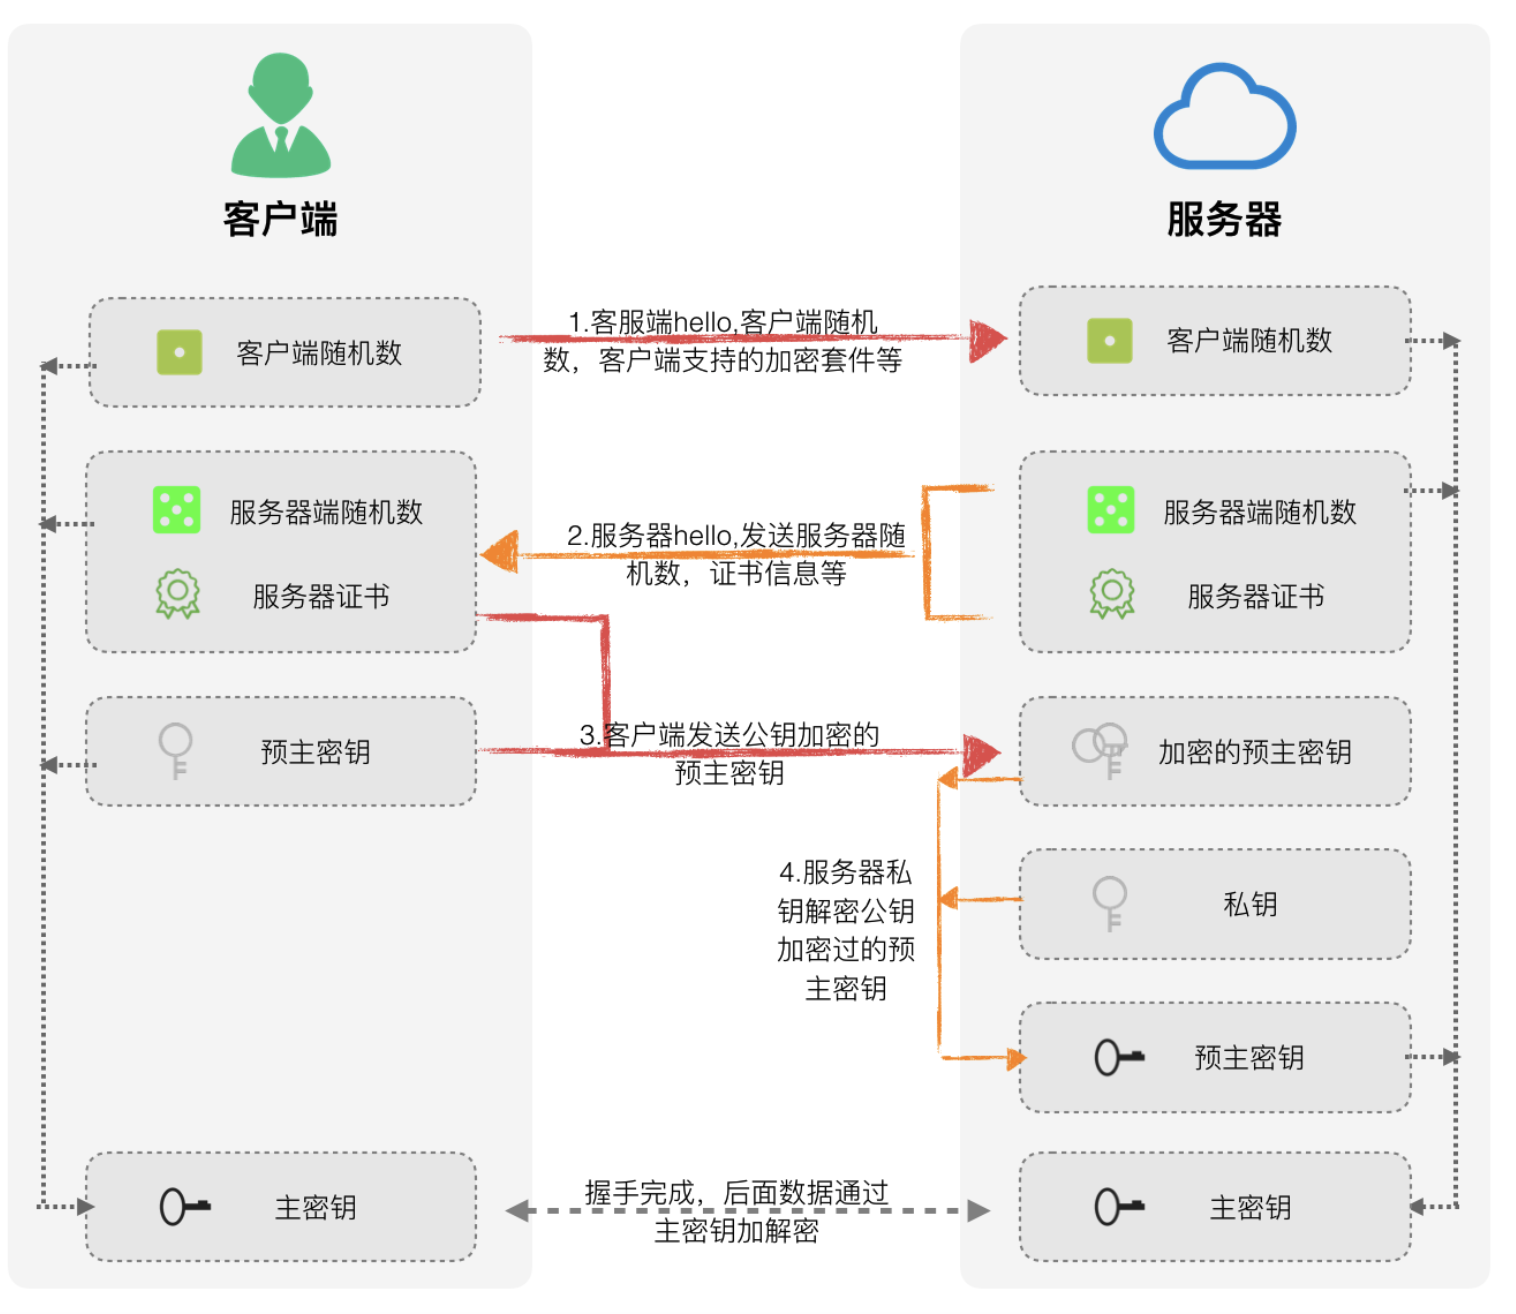 客户端
服务器
客户端随机数
1.客服端hello,客户端随机
数，客户端支持的加密套件等
客户端随机数
服务器端随机数
服务器证书
2.服务器hello,发送服务器随
机数，证书信息等
服务器端随机数
服务器证书
预主密钥
3.客户端发送公钥加密的
预主密钥
加密的预主密钥
4.服务器私
钥解密公钥
加密过的预
主密钥
私钥
预主密钥
主密钥
握手完成，后面数据通过
主密钥加解密
主密钥